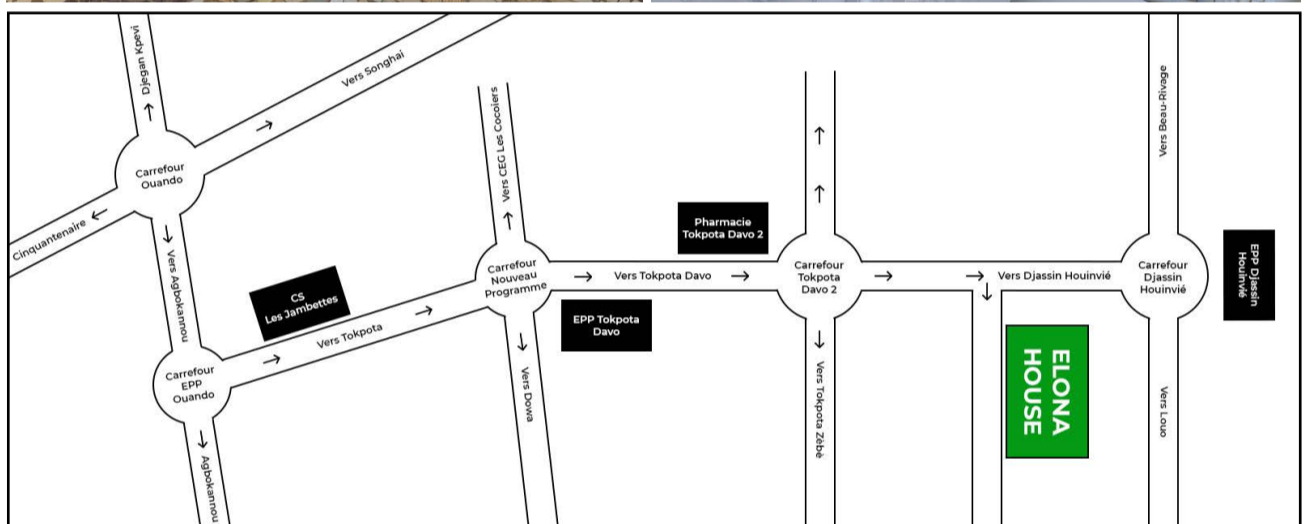 Djegan Kpevi
Vers Songhai
Carrefour
Ouando
Cinquantenaire
Vers Agbokannou
CS
Les Jambettes
Vers Tokpota
Carrefour
EPP
Ouando
Agbokannou
Vers CEG Les Cocoiers
Carrefour
Nouveau
Programme
Vers Dowa
Vers Tokpota Davo
EPP Tokpota
Davo
Pharmacie
Tokpota Davo 2
Carrefour
Tokpota
Davo 2
Vers Tokpota Zèbè
Vers Djassin Houinvié
ELONA
HOUSE
Vers Beau-Rivage
Carrefour
Djassin
Houinvié
Vers Louo
EPP Djassin
Houinvié